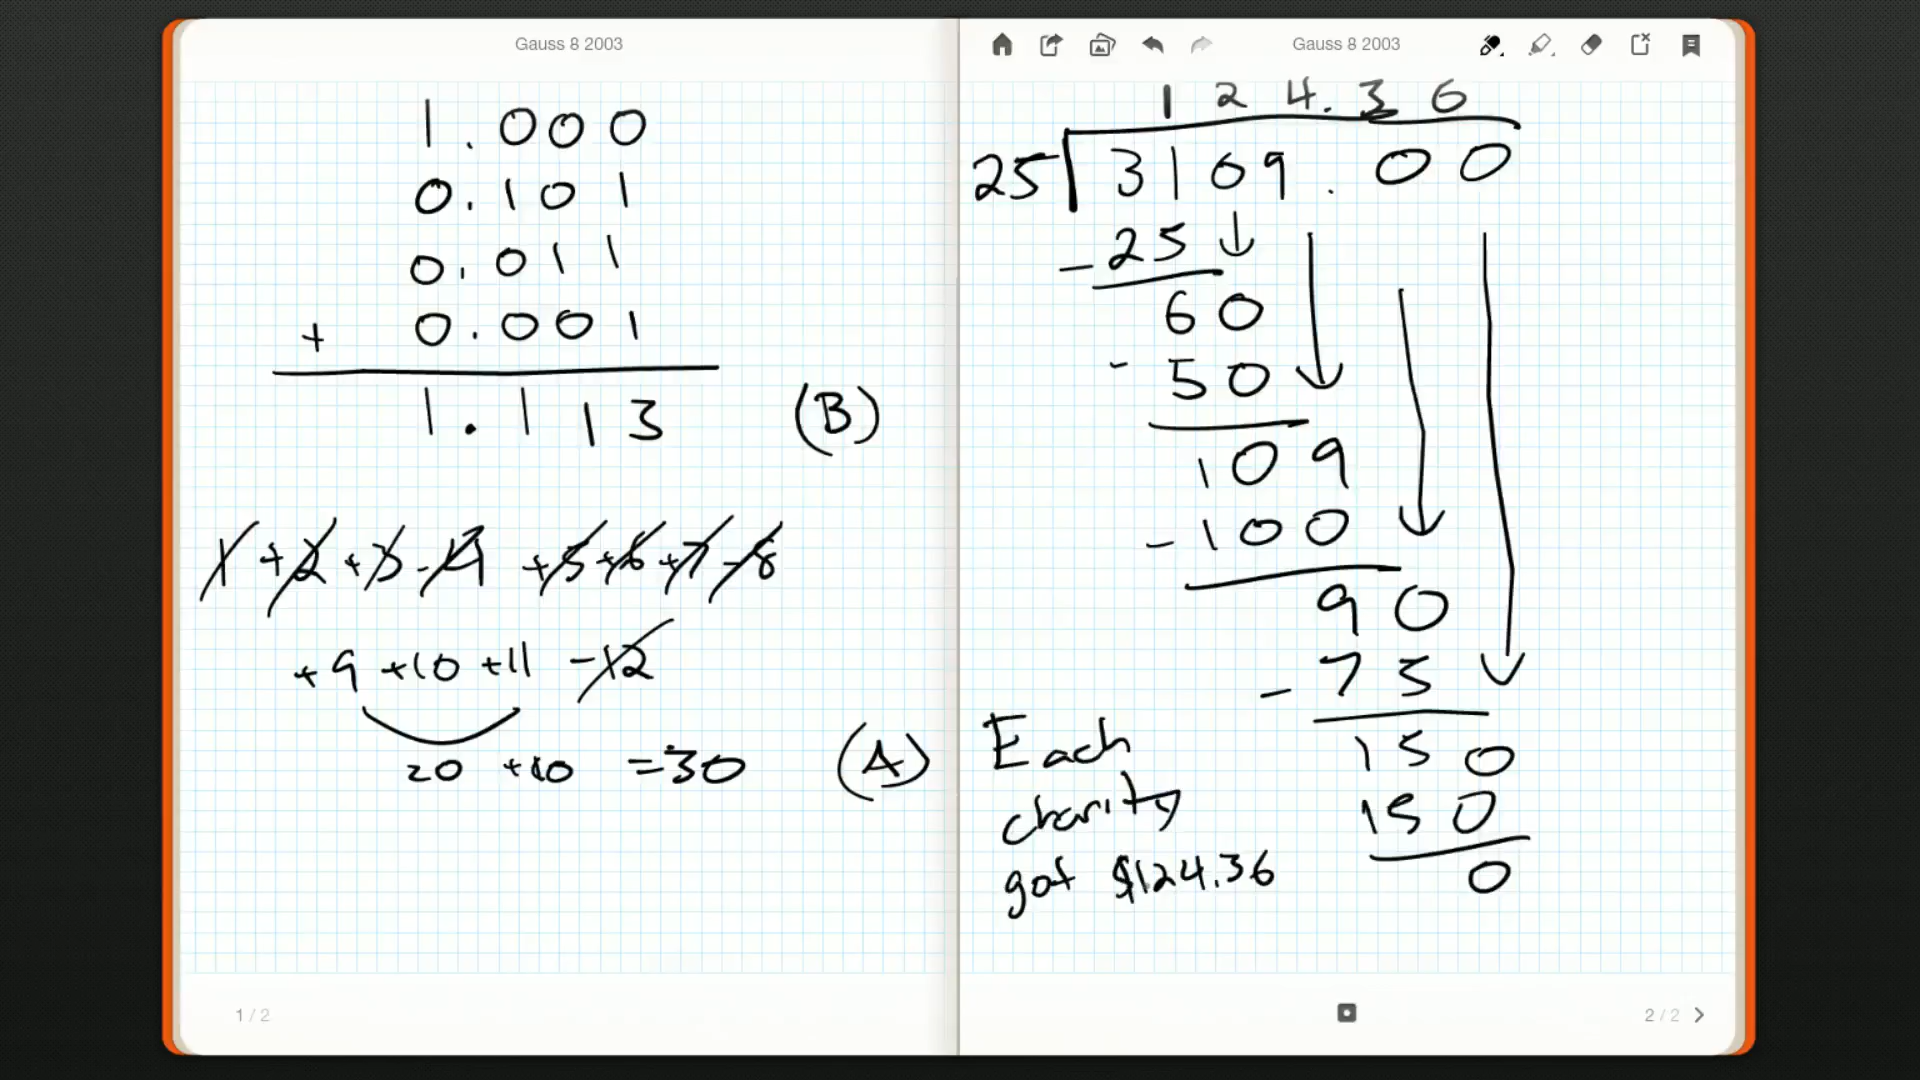 Gauss 8 2003
1.000
0.101
0.011
+ 0.001
1.113 (B)
1 +2 +3 -4 +5 +6 +7 -8
+9 +10 +11 -12
20 +10 =30 (A)
1 / 2
Gauss 8 2003
124.36
25 3109.00
-25
60
-50
109
-100
90
-75
150
150
0
Each
charity
got $124.36
2 / 2